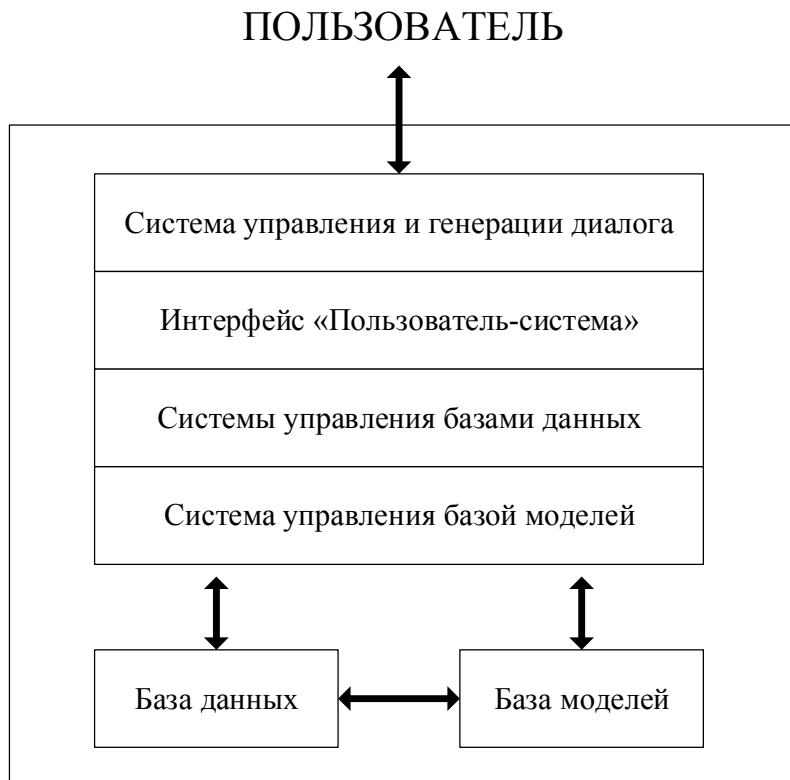 ПОЛЬЗОВАТЕЛЬ
Система управления и генерации диалога
Интерфейс «Пользователь-система»
Системы управления базами данных
Система управления базой моделей
База данных
База моделей